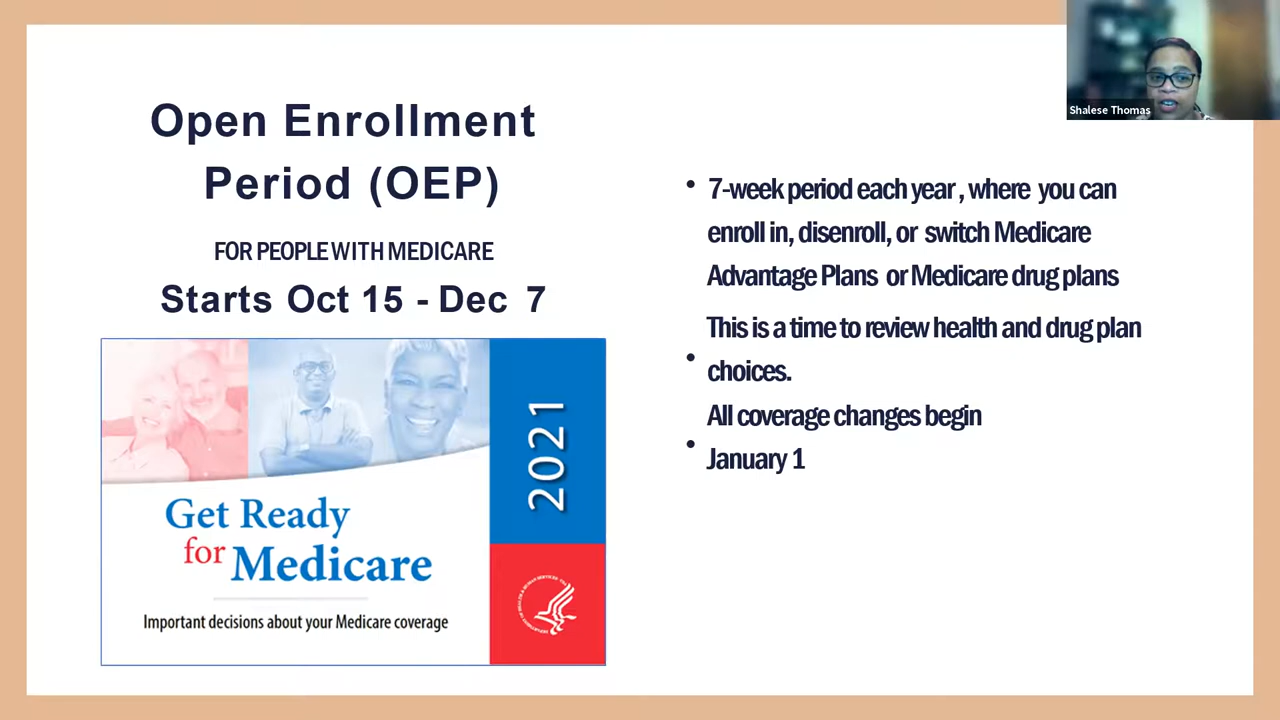 Open Enrollment
Period (OEP)
FOR PEOPLE WITH MEDICARE
Starts Oct 15 - Dec 7
2021
Get Ready
for Medicare
Important decisions about your Medicare coverage
Shalese Thomas
• 7-week period each year , where you can
enroll in, disenroll, or switch Medicare
Advantage Plans or Medicare drug plans
This is a time to review health and drug plan
• choices.
All coverage changes begin
• January 1